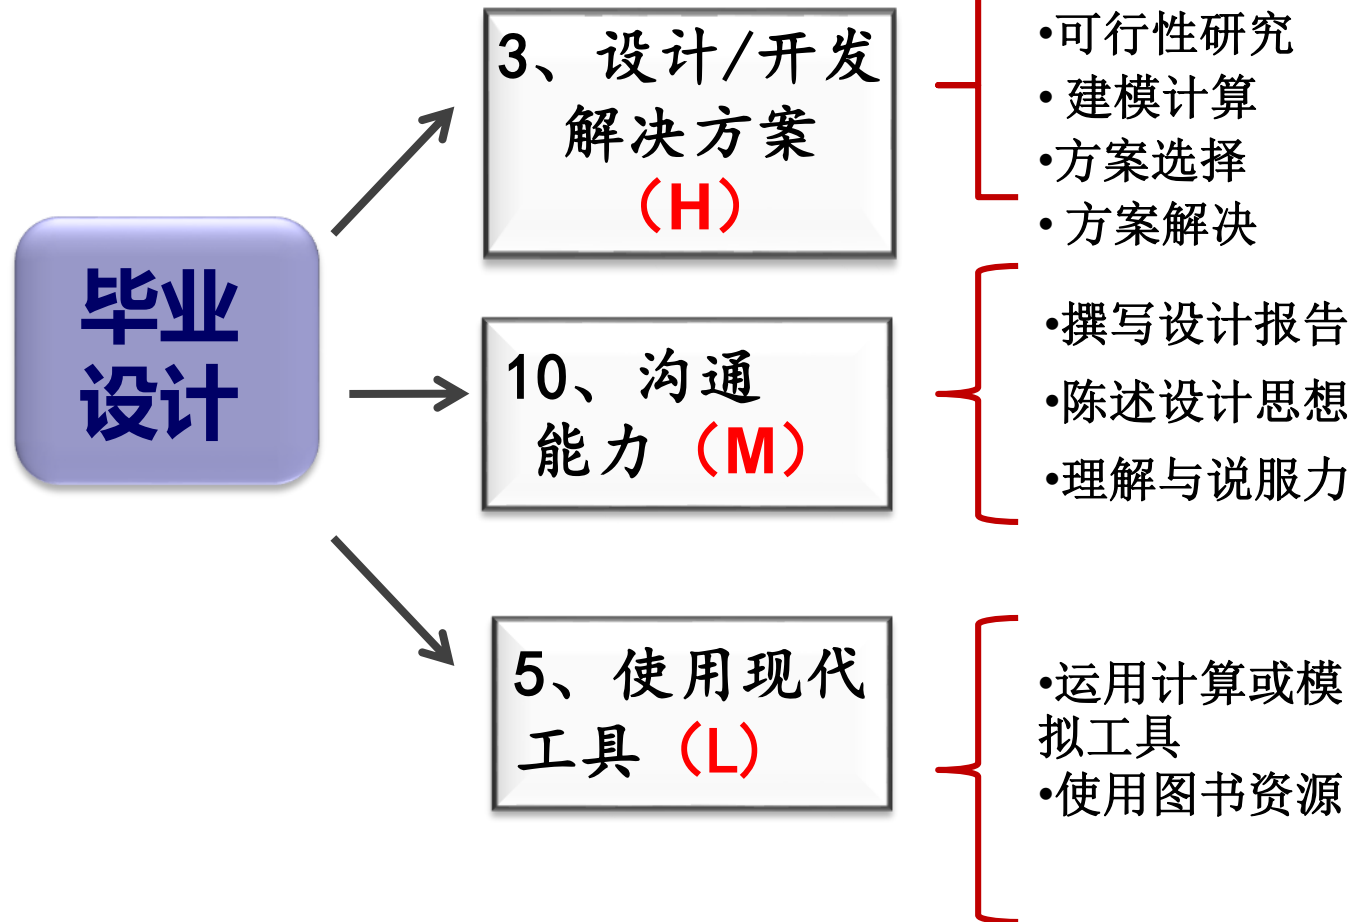 毕业
设计
3、设计/开发
解决方案
（H）
•可行性研究
• 建模计算
•方案选择
• 方案解决
10、沟通
能力（M）
•撰写设计报告
•陈述设计思想
•理解与说服力
5、使用现代
工具（L）
•运用计算或模
拟工具
•使用图书资源